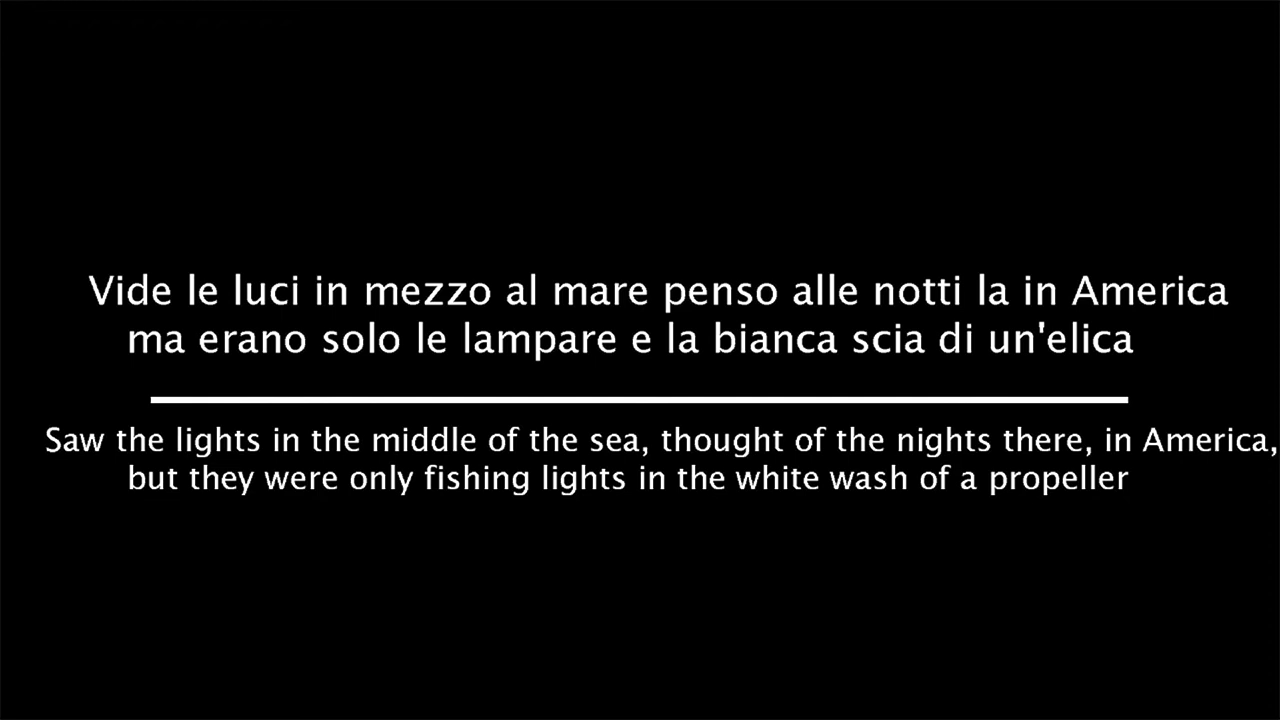 Vide le luci in mezzo al mare penso alle notti la in America
ma erano solo le lampare e la bianca scia di un'elica
Saw the lights in the middle of the sea, thought of the nights there, in America,
but they were only fishing lights in the white wash of a propeller